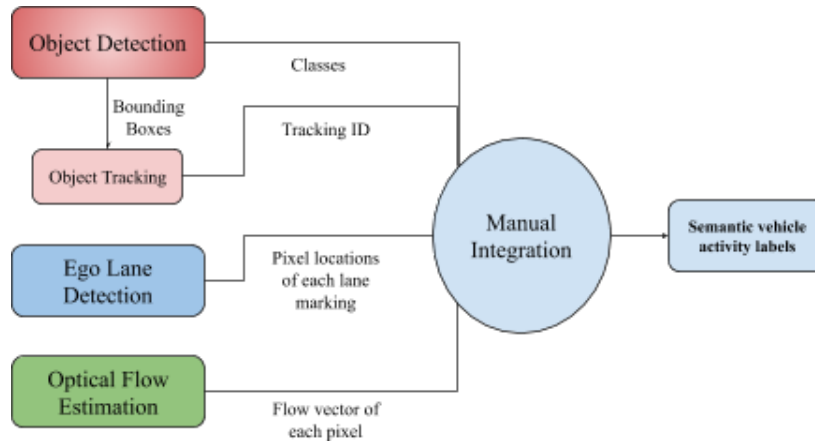 Object Detection
Classes
Bounding
Boxes
Tracking ID
Object Tracking
Manual
Integration
Semantic vehicle
activity labels
Ego Lane
Detection
Pixel locations
of each lane
marking
Optical Flow
Estimation
Flow vector of
each pixel